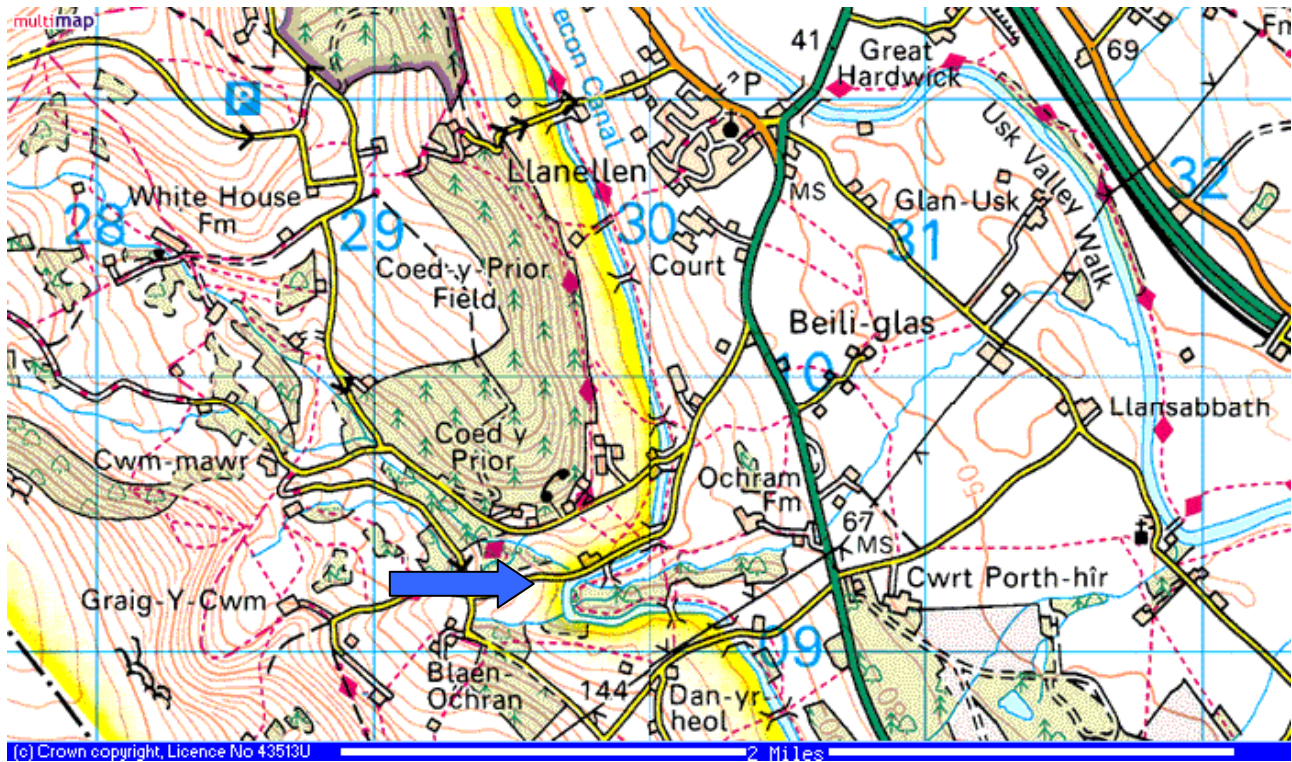 multimap
econ Canal
41
Great
Hardwick
69
Fm
P
P
Llanellen
Usk Valley Walk
32
White House
Fm
28
29
30
31
MS
Glan-Usk
Coed-y-Prior
Field
Court
Beili-glas
10
Llansabbath
Coed y
Prior
Cwm-mawr
Ochram
Fm
50
67
MS
Graig-Y-Cwm
Cwrt Porth-hîr
Blaen-
Ochran
144
Dan-yr-
heol
09
80
(c) Crown copyright, Licence No 43513U
2 Miles